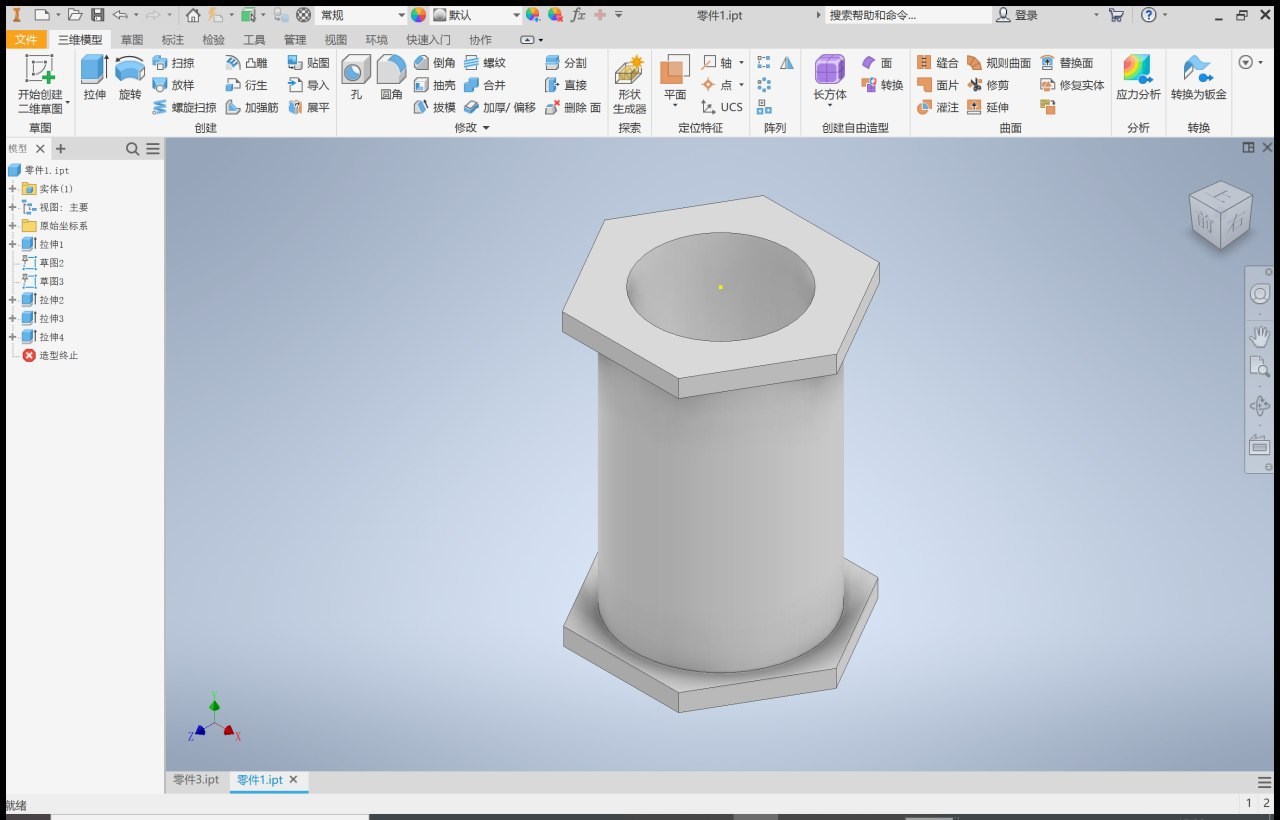 常规 默认 fx 零件1.ipt 搜索帮助和命令... 登录
文件 三维模型 草图 标注 检验 工具 管理 视图 环境 快速入门 协作
开始创建
二维草图
草图
拉伸 旋转
扫掠 凸雕 贴图
放样 衍生 导入
螺旋扫掠 加强筋 展平
创建
孔 圆角
倒角 螺纹 分割
抽壳 合并 直接
拔模 加厚/偏移 删除 面
修改
形状
生成器
探索
平面
轴
点
UCS
定位特征
阵列
长方体
面
转换
创建自由造型
缝合 规则曲面 替换面
面片 修剪 修复实体
灌注 延伸
曲面
应力分析
分析
转换为钣金
转换
模型
零件1.ipt
实体(1)
视图: 主要
原始坐标系
拉伸1
草图2
草图3
拉伸2
拉伸3
拉伸4
造型终止
上
前 右
Y
Z X
零件3.ipt 零件1.ipt
就绪 1 2